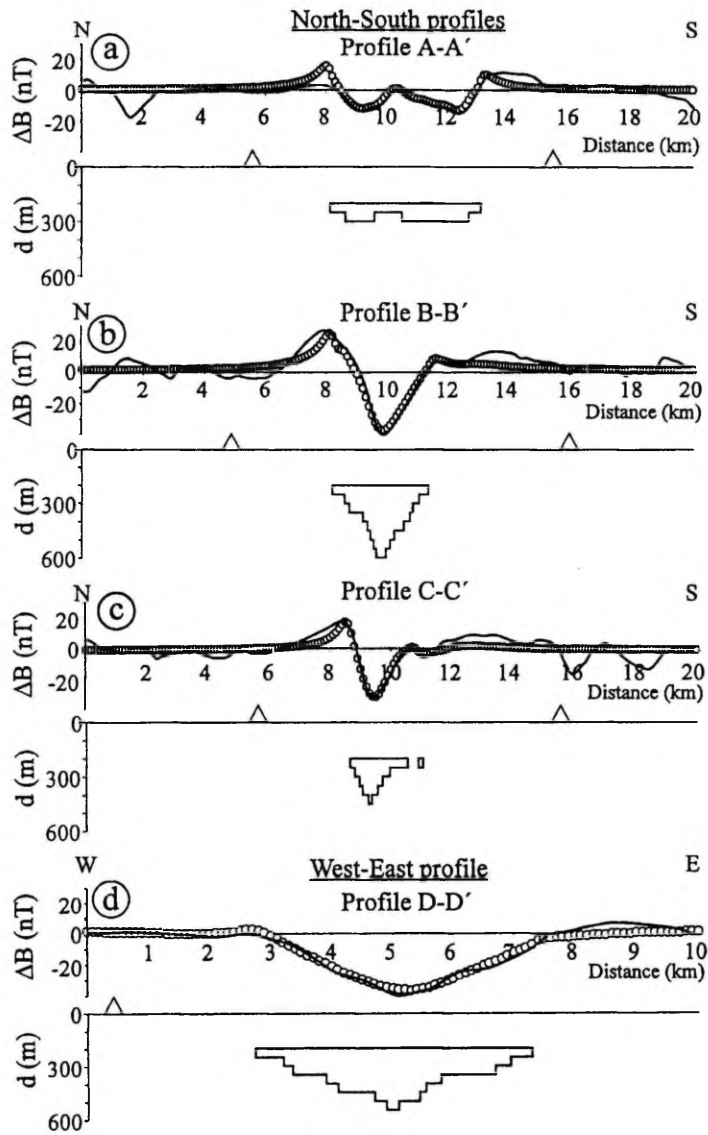 North-South profiles
N
S
a
Profile A-A´
20
0
-20
ΔB (nT)
2 4 6 8 10 12 14 16 18 20
Distance (km)
0
300
600
d (m)
N
S
b
Profile B-B´
20
0
-20
ΔB (nT)
2 4 6 8 10 12 14 16 18 20
Distance (km)
0
300
600
d (m)
N
S
c
Profile C-C´
20
0
-20
ΔB (nT)
2 4 6 8 10 12 14 16 18 20
Distance (km)
0
300
600
d (m)
W
E
West-East profile
d
Profile D-D´
20
0
-20
ΔB (nT)
1 2 3 4 5 6 7 8 9 10
Distance (km)
0
300
600
d (m)